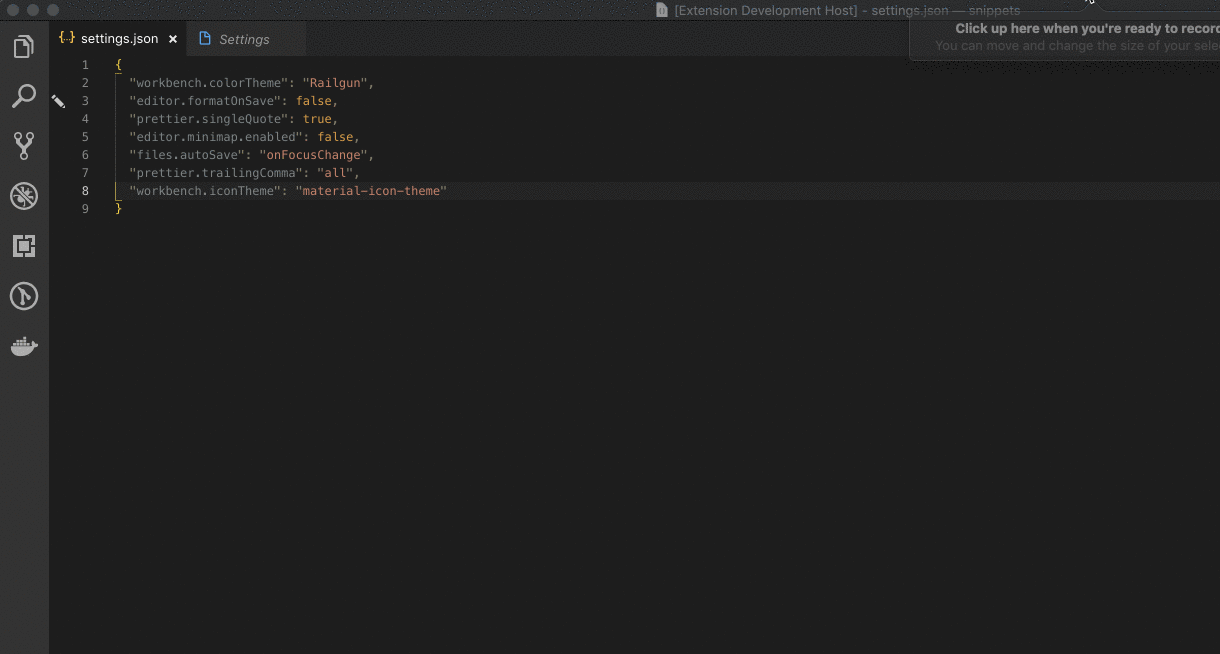 [Extension Development Host] - settings.json — snippets
Click up here when you're ready to record
You can move and change the size of your sele
settings.json
Settings
1 {
2 "workbench.colorTheme": "Railgun",
3 "editor.formatOnSave": false,
4 "prettier.singleQuote": true,
5 "editor.minimap.enabled": false,
6 "files.autoSave": "onFocusChange",
7 "prettier.trailingComma": "all",
8 "workbench.iconTheme": "material-icon-theme"
9 }